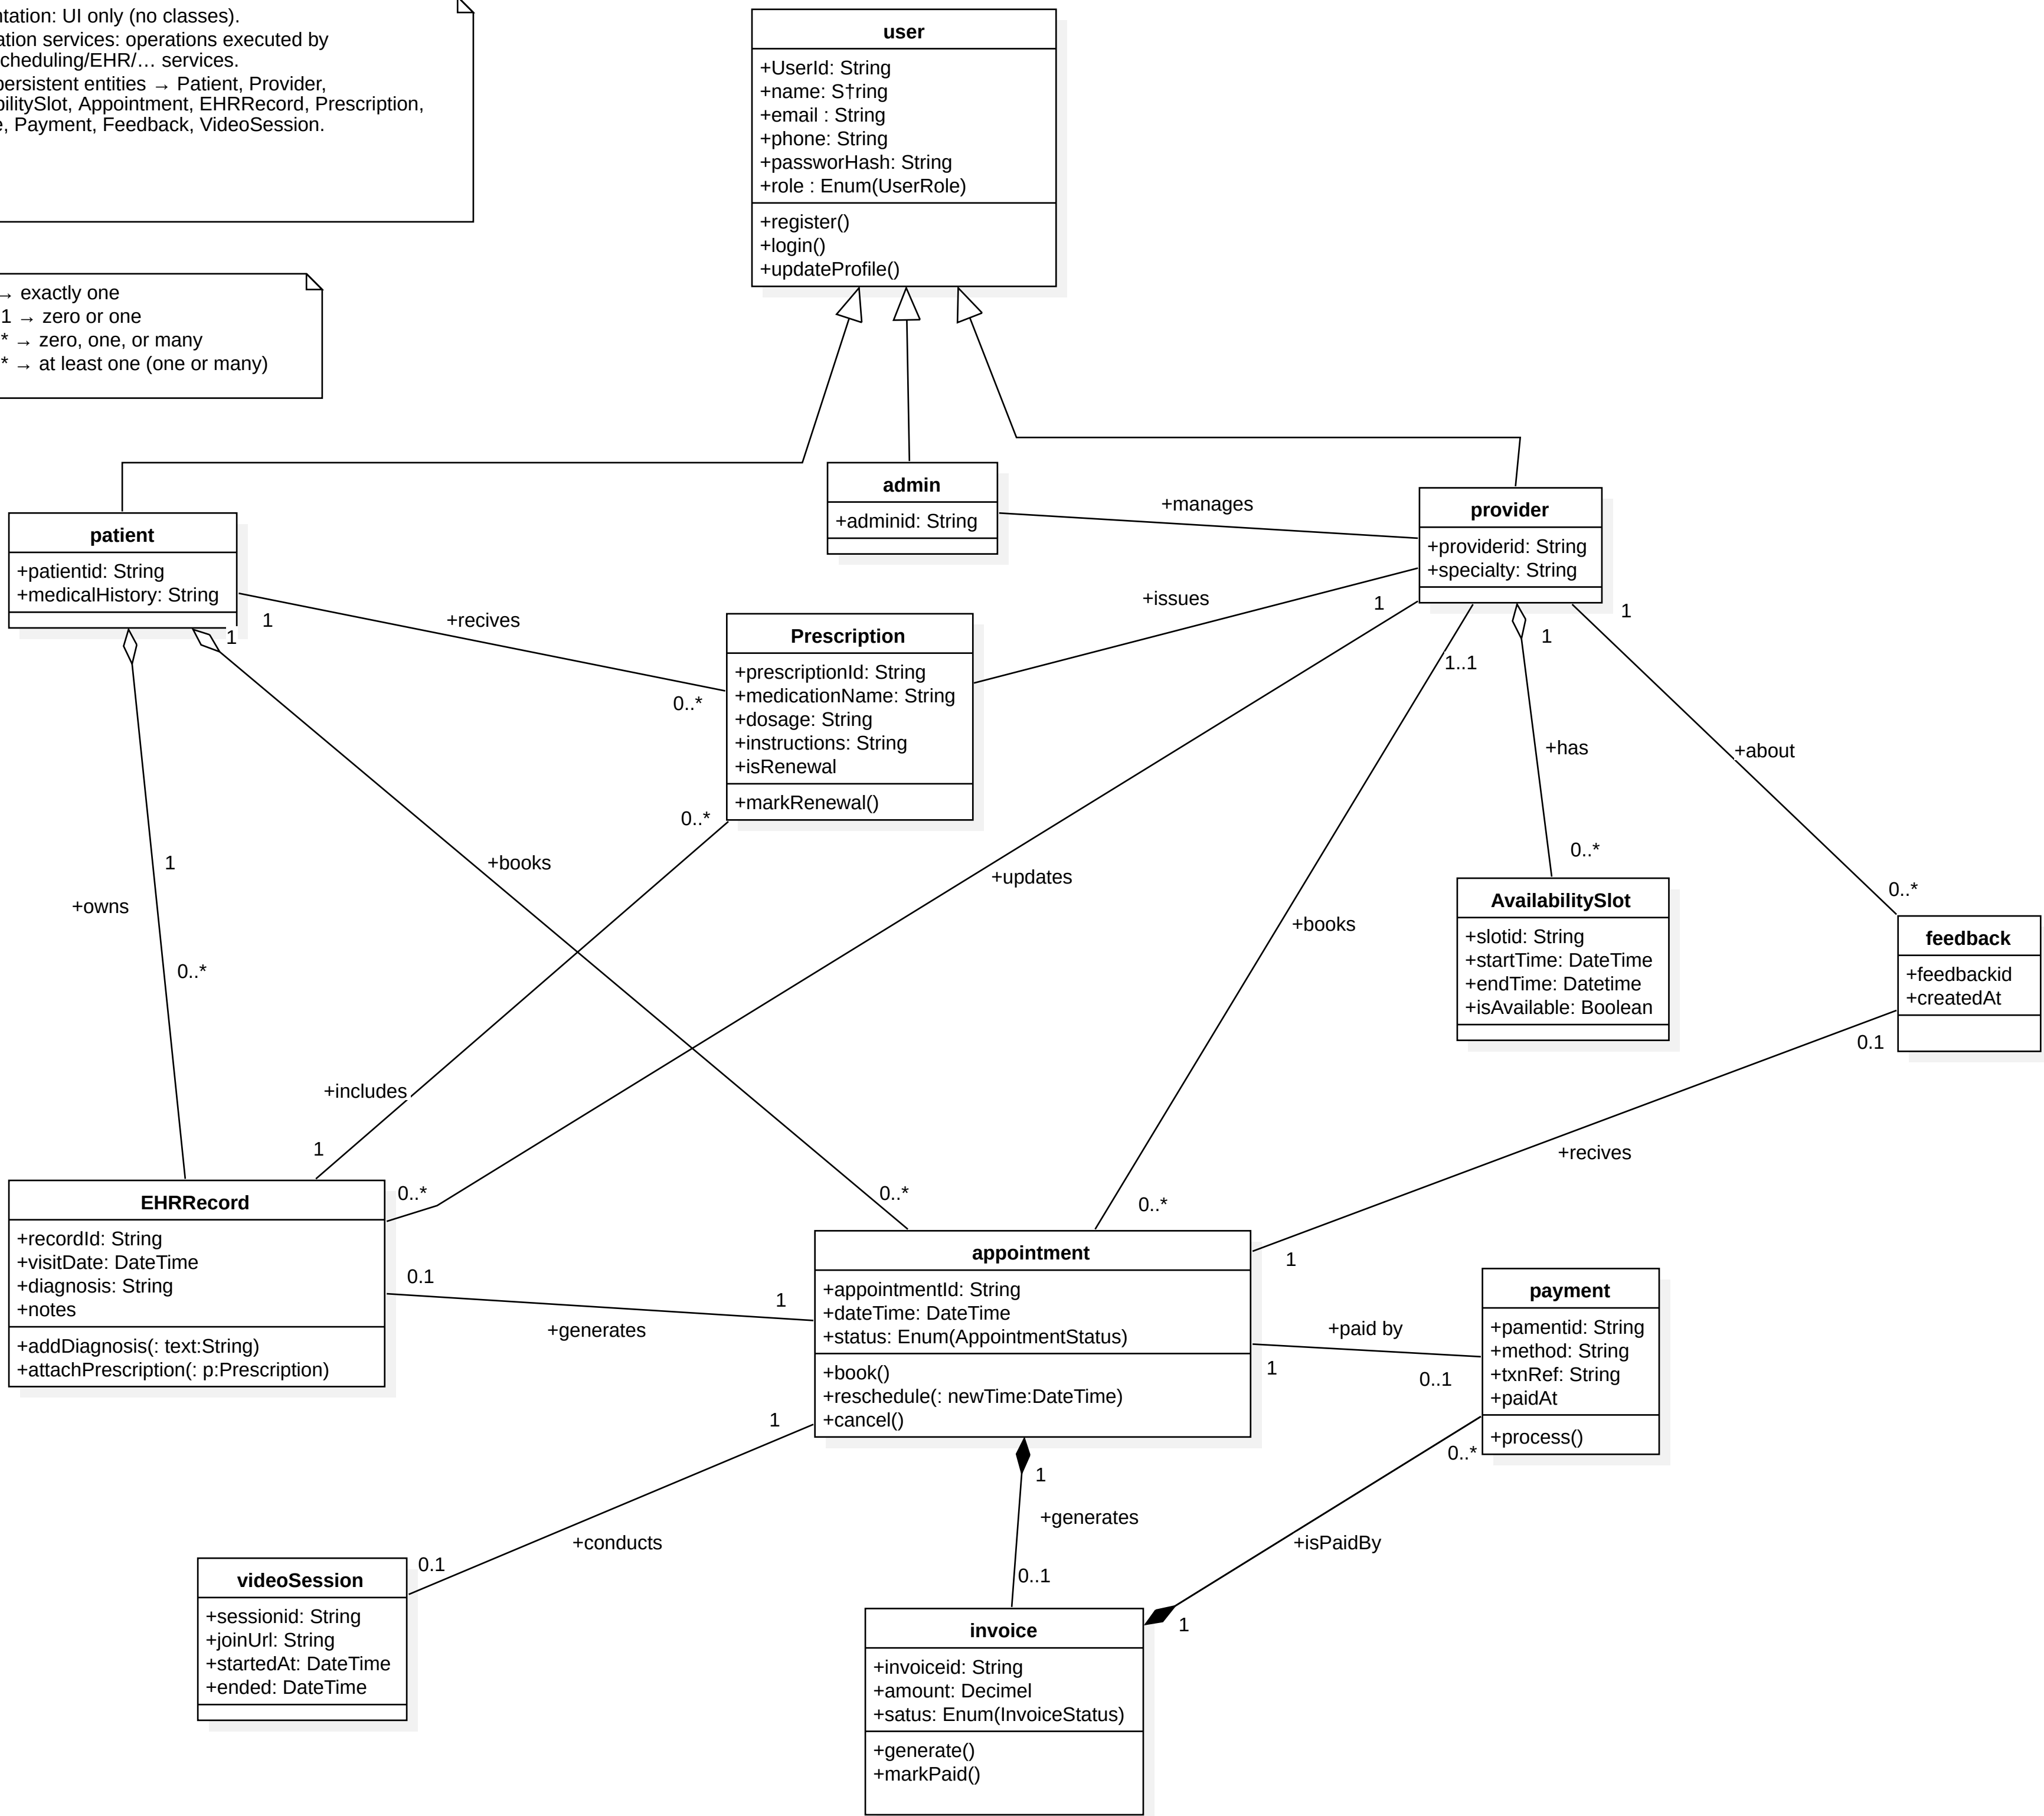 ntation: UI only (no classes).
ation services: operations executed by
cheduling/EHR/… services.
persistent entities → Patient, Provider,
bilitySlot, Appointment, EHRRecord, Prescription,
e, Payment, Feedback, VideoSession.
→ exactly one
1 → zero or one
* → zero, one, or many
* → at least one (one or many)
user
+UserId: String
+name: S†ring
+email : String
+phone: String
+passworHash: String
+role : Enum(UserRole)
+register()
+login()
+updateProfile()
patient
+patientid: String
+medicalHistory: String
admin
+adminid: String
+manages
provider
+providerid: String
+specialty: String
1
1
+recives
0..*
+issues
1
1..1
1
1
Prescription
+prescriptionId: String
+medicationName: String
+dosage: String
+instructions: String
+isRenewal
+markRenewal()
0..*
+has
+about
1
+owns
0..*
+books
+updates
+books
0..*
0..*
AvailabilitySlot
+slotid: String
+startTime: DateTime
+endTime: Datetime
+isAvailable: Boolean
feedback
+feedbackid
+createdAt
0.1
+includes
1
+recives
0..*
0..*
0..*
1
EHRRecord
+recordId: String
+visitDate: DateTime
+diagnosis: String
+notes
+addDiagnosis(: text:String)
+attachPrescription(: p:Prescription)
0.1
1
+generates
appointment
+appointmentId: String
+dateTime: DateTime
+status: Enum(AppointmentStatus)
+book()
+reschedule(: newTime:DateTime)
+cancel()
+paid by
1
0..1
payment
+pamentid: String
+method: String
+txnRef: String
+paidAt
+process()
1
+conducts
0.1
1
+generates
0..1
0..*
+isPaidBy
1
videoSession
+sessionid: String
+joinUrl: String
+startedAt: DateTime
+ended: DateTime
invoice
+invoiceid: String
+amount: Decimel
+satus: Enum(InvoiceStatus)
+generate()
+markPaid()